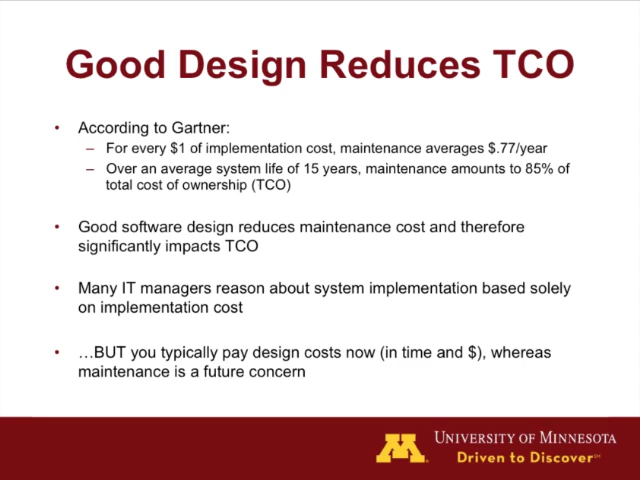 Good Design Reduces TCO
• According to Gartner:
– For every $1 of implementation cost, maintenance averages $.77/year
– Over an average system life of 15 years, maintenance amounts to 85% of
total cost of ownership (TCO)
• Good software design reduces maintenance cost and therefore
significantly impacts TCO
• Many IT managers reason about system implementation based solely
on implementation cost
• …BUT you typically pay design costs now (in time and $), whereas
maintenance is a future concern
M
UNIVERSITY OF MINNESOTA
Driven to Discover℠